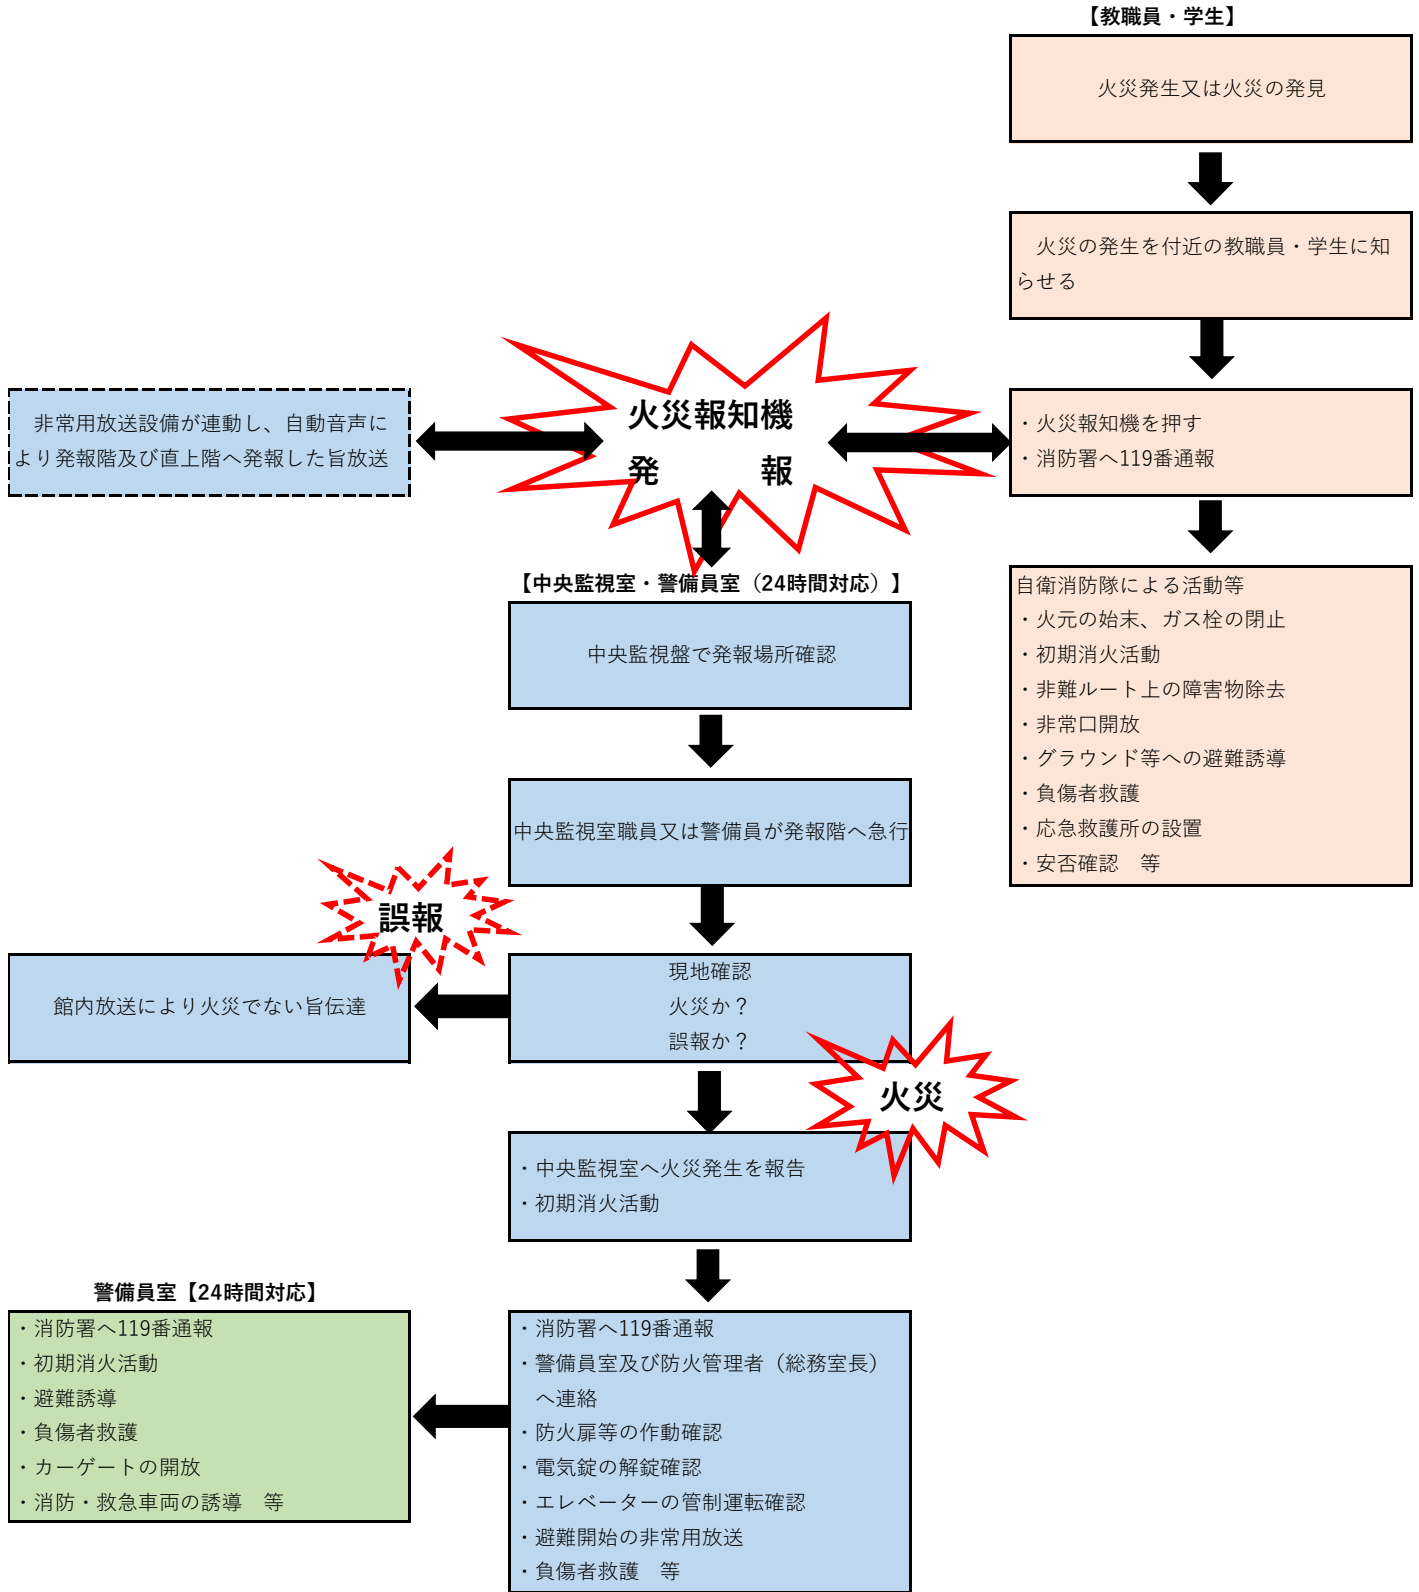 【教職員・学生】
火災発生又は火災の発見
火災の発生を付近の教職員・学生に知
らせる
・火災報知機を押す
・消防署へ119番通報
自衛消防隊による活動等
・火元の始末、ガス栓の閉止
・初期消火活動
・非難ルート上の障害物除去
・非常口開放
・グラウンド等への避難誘導
・負傷者救護
・応急救護所の設置
・安否確認　等
火災報知機
発　　　報
非常用放送設備が連動し、自動音声に
より発報階及び直上階へ発報した旨放送
【中央監視室・警備員室（24時間対応）】
中央監視盤で発報場所確認
中央監視室職員又は警備員が発報階へ急行
現地確認
火災か？
誤報か？
誤報
館内放送により火災でない旨伝達
火災
・中央監視室へ火災発生を報告
・初期消火活動
・消防署へ119番通報
・警備員室及び防火管理者（総務室長）
へ連絡
・防火扉等の作動確認
・電気錠の解錠確認
・エレベーターの管制運転確認
・避難開始の非常用放送
・負傷者救護　等
警備員室【24時間対応】
・消防署へ119番通報
・初期消火活動
・避難誘導
・負傷者救護
・カーゲートの開放
・消防・救急車両の誘導　等